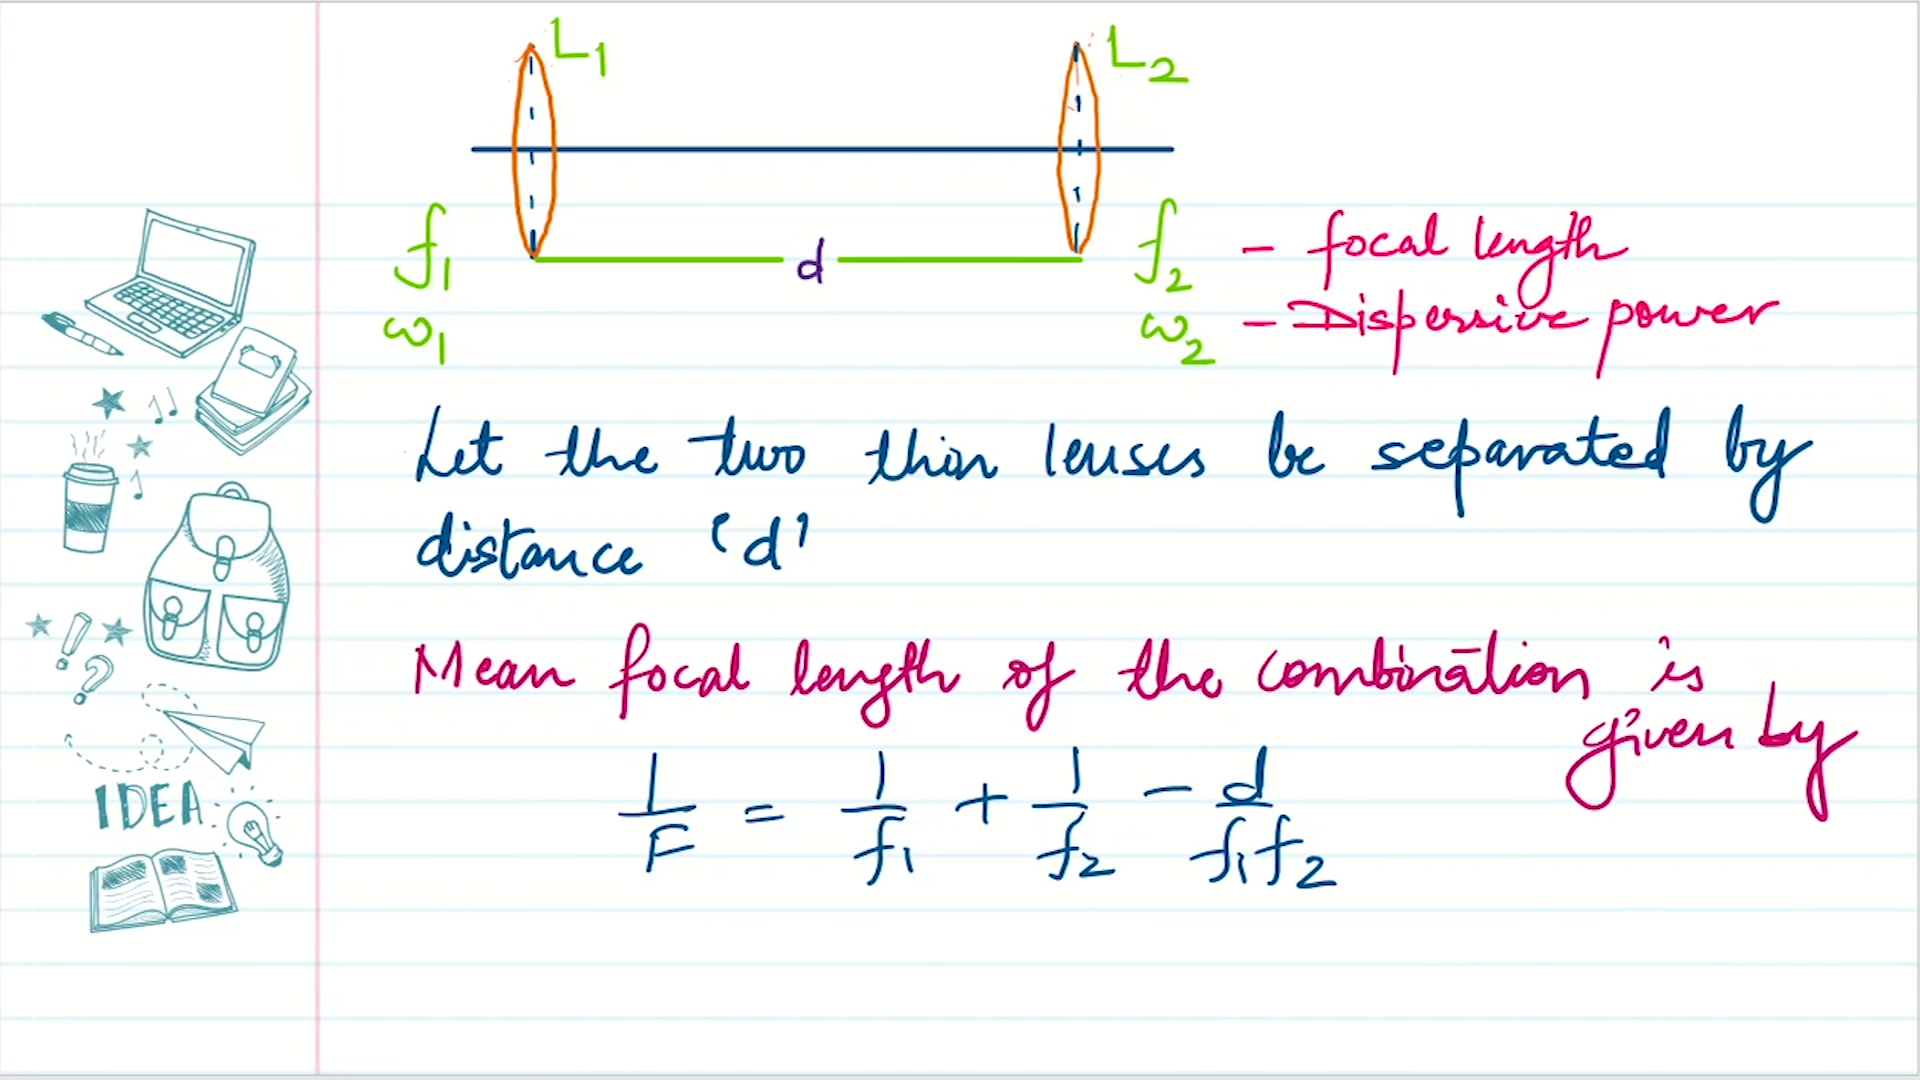 L₁ L₂
f₁ d f₂ - focal length
ω₁ ω₂ - Dispersive power
Let the two thin lenses be separated by
distance 'd'
Mean focal length of the combination is
given by
1/F = 1/f₁ + 1/f₂ - d/f₁f₂
IDEA